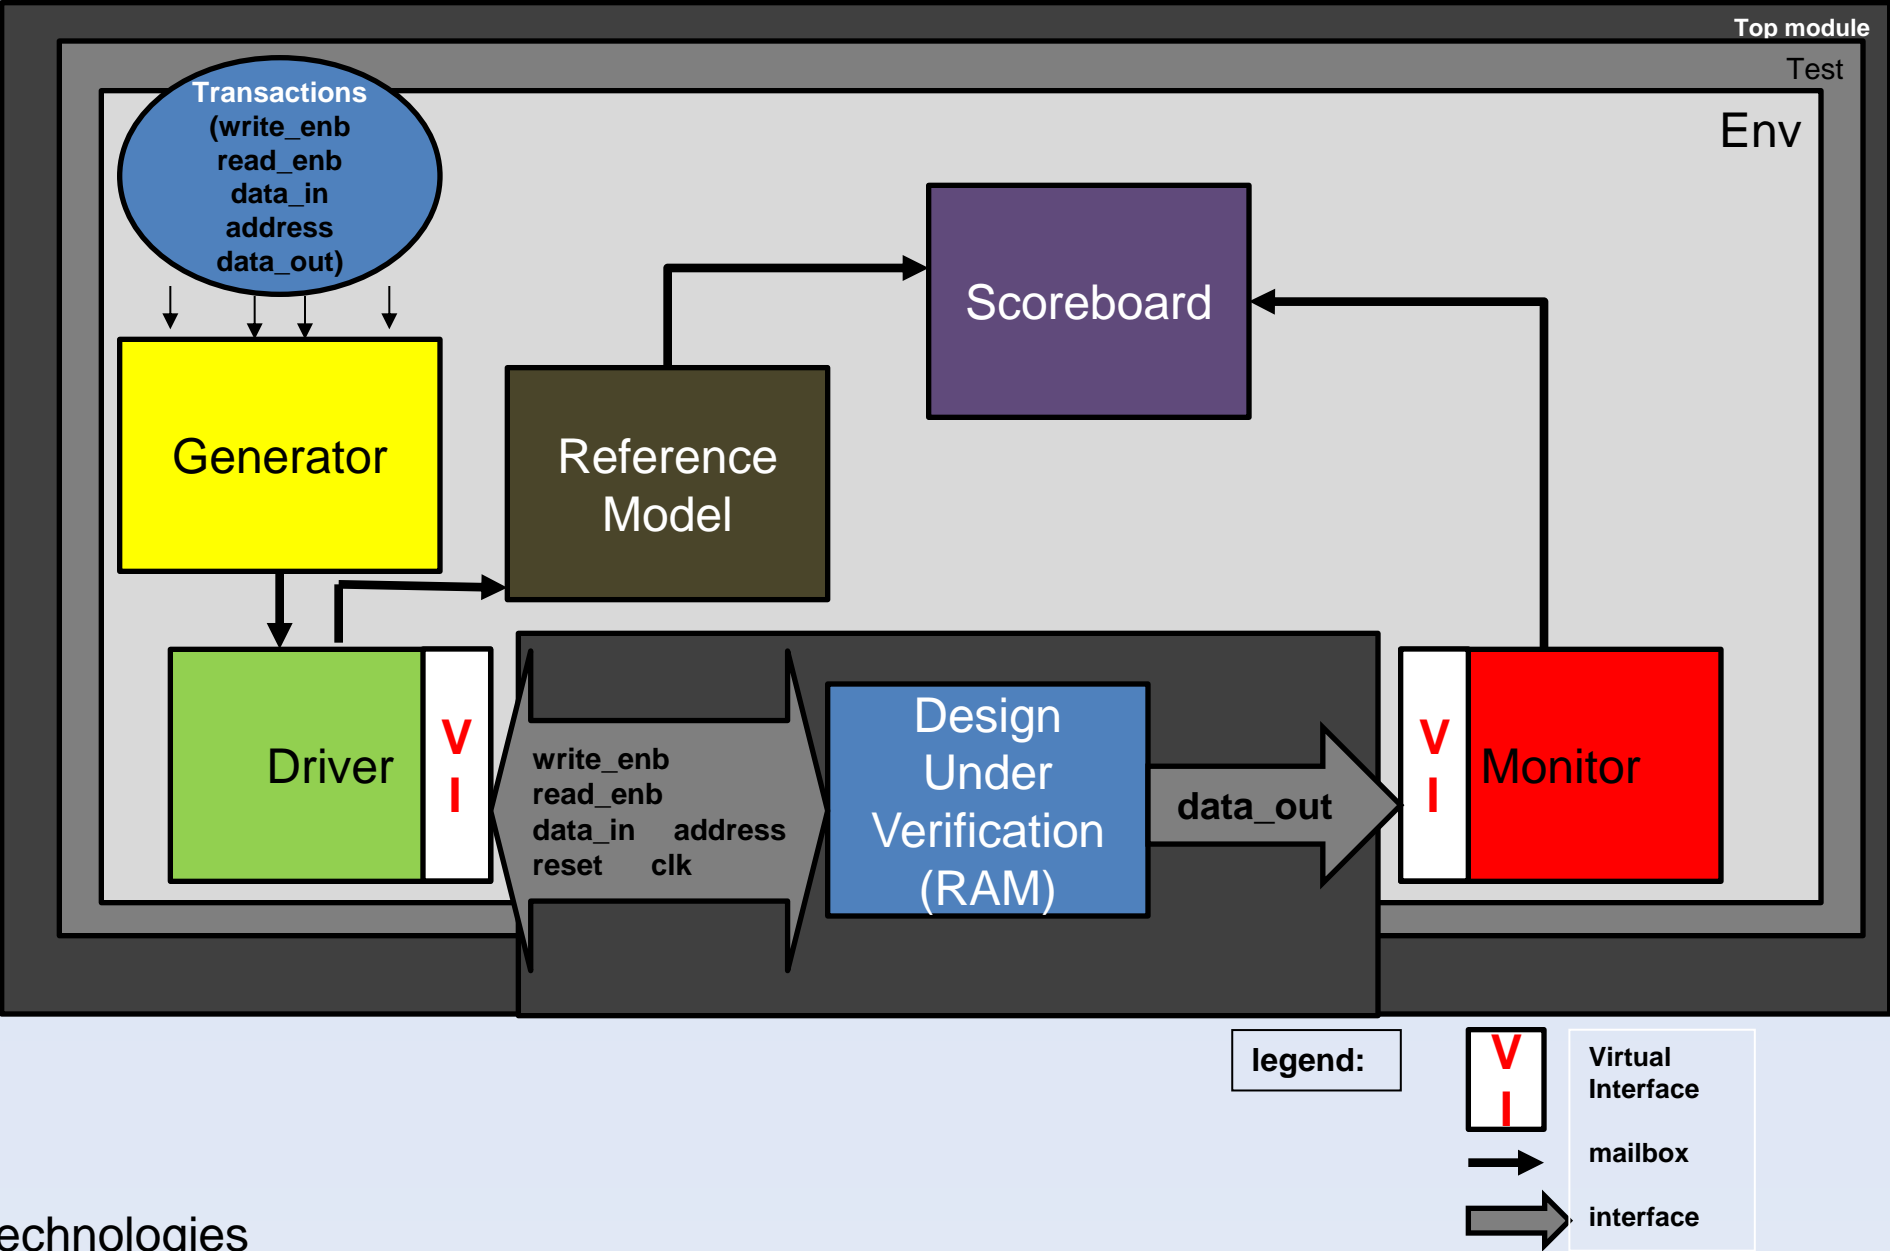 Top module
Test
Env
Transactions
(write_enb
read_enb
data_in
address
data_out)
Scoreboard
Generator
Reference
Model
Driver
V
I
write_enb
read_enb
data_in address
reset clk
Design
Under
Verification
(RAM)
data_out
V
I
Monitor
legend:
V
I
Virtual
Interface
mailbox
interface
echnologies